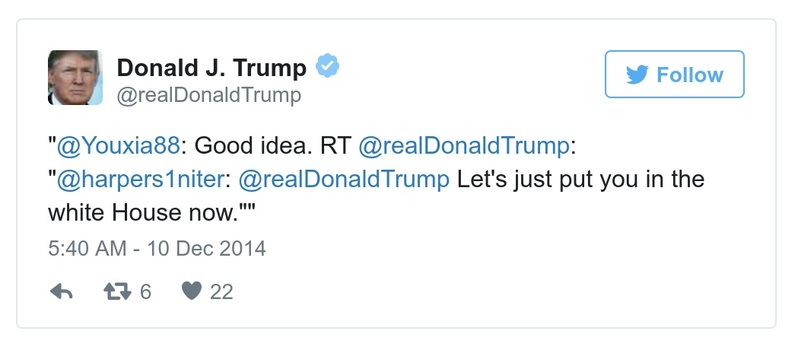 Donald J. Trump
@realDonaldTrump
Follow
"@Youxia88: Good idea. RT @realDonaldTrump:
"@harpers1niter: @realDonaldTrump Let's just put you in the
white House now.""
5:40 AM - 10 Dec 2014
6 22